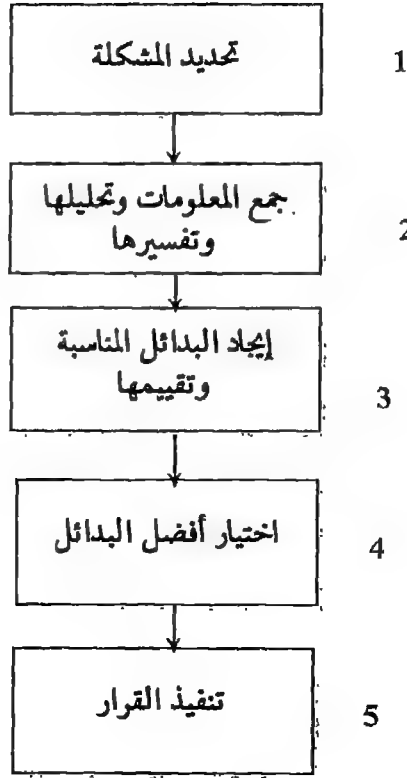 تحديد المشكلة
1
جمع المعلومات وتحليلها
وتفسيرها
2
إيجاد البدائل المناسبة
وتقييمها
3
اختيار أفضل البدائل
4
تنفيذ القرار
5